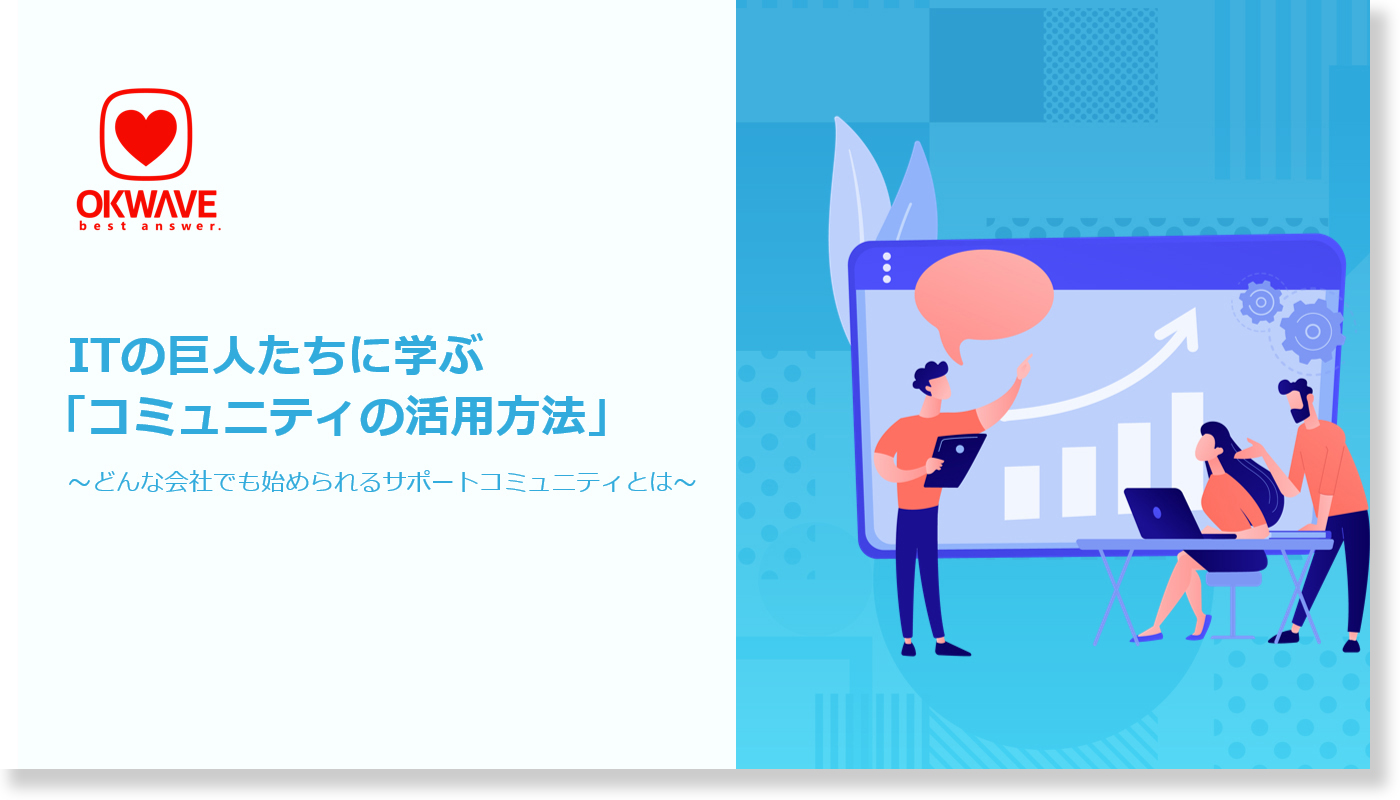 OKWAVE
best answer.
ITの巨人たちに学ぶ
「コミュニティの活用方法」
～どんな会社でも始められるサポートコミュニティとは～